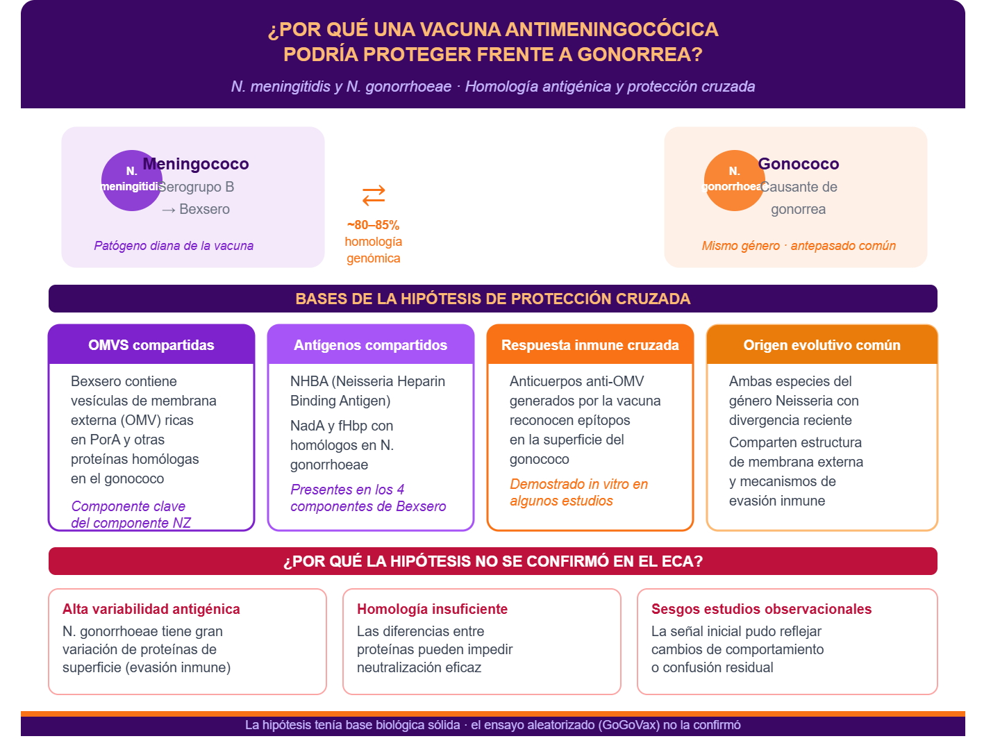 ¿POR QUÉ UNA VACUNA ANTIMENINGOCÓCICA
PODRÍA PROTEGER FRENTE A GONORREA?
N. meningitidis y N. gonorrhoeae · Homología antigénica y protección cruzada
N.
meningitidis
Meningococo
Serogrupo B
→ Bexsero
Patógeno diana de la vacuna
⇄
~80–85%
homología
genómica
N.
gonorrhoeae
Gonococo
Causante de
gonorrea
Mismo género · antepasado común
BASES DE LA HIPÓTESIS DE PROTECCIÓN CRUZADA
OMVS compartidas
Bexsero contiene
vesículas de membrana
externa (OMV) ricas
en PorA y otras
proteínas homólogas
en el gonococo
Componente clave
del componente NZ
Antígenos compartidos
NHBA (Neisseria Heparin
Binding Antigen)
NadA y fHbp con
homólogos en N.
gonorrhoeae
Presentes en los 4
componentes de Bexsero
Respuesta inmune cruzada
Anticuerpos anti-OMV
generados por la vacuna
reconocen epítopos
en la superficie del
gonococo
Demostrado in vitro en
algunos estudios
Origen evolutivo común
Ambas especies del
género Neisseria con
divergencia reciente
Comparten estructura
de membrana externa
y mecanismos de
evasión inmune
¿POR QUÉ LA HIPÓTESIS NO SE CONFIRMÓ EN EL ECA?
Alta variabilidad antigénica
N. gonorrhoeae tiene gran
variación de proteínas de
superficie (evasión inmune)
Homología insuficiente
Las diferencias entre
proteínas pueden impedir
neutralización eficaz
Sesgos estudios observacionales
La señal inicial pudo reflejar
cambios de comportamiento
o confusión residual
La hipótesis tenía base biológica sólida · el ensayo aleatorizado (GoGoVax) no la confirmó